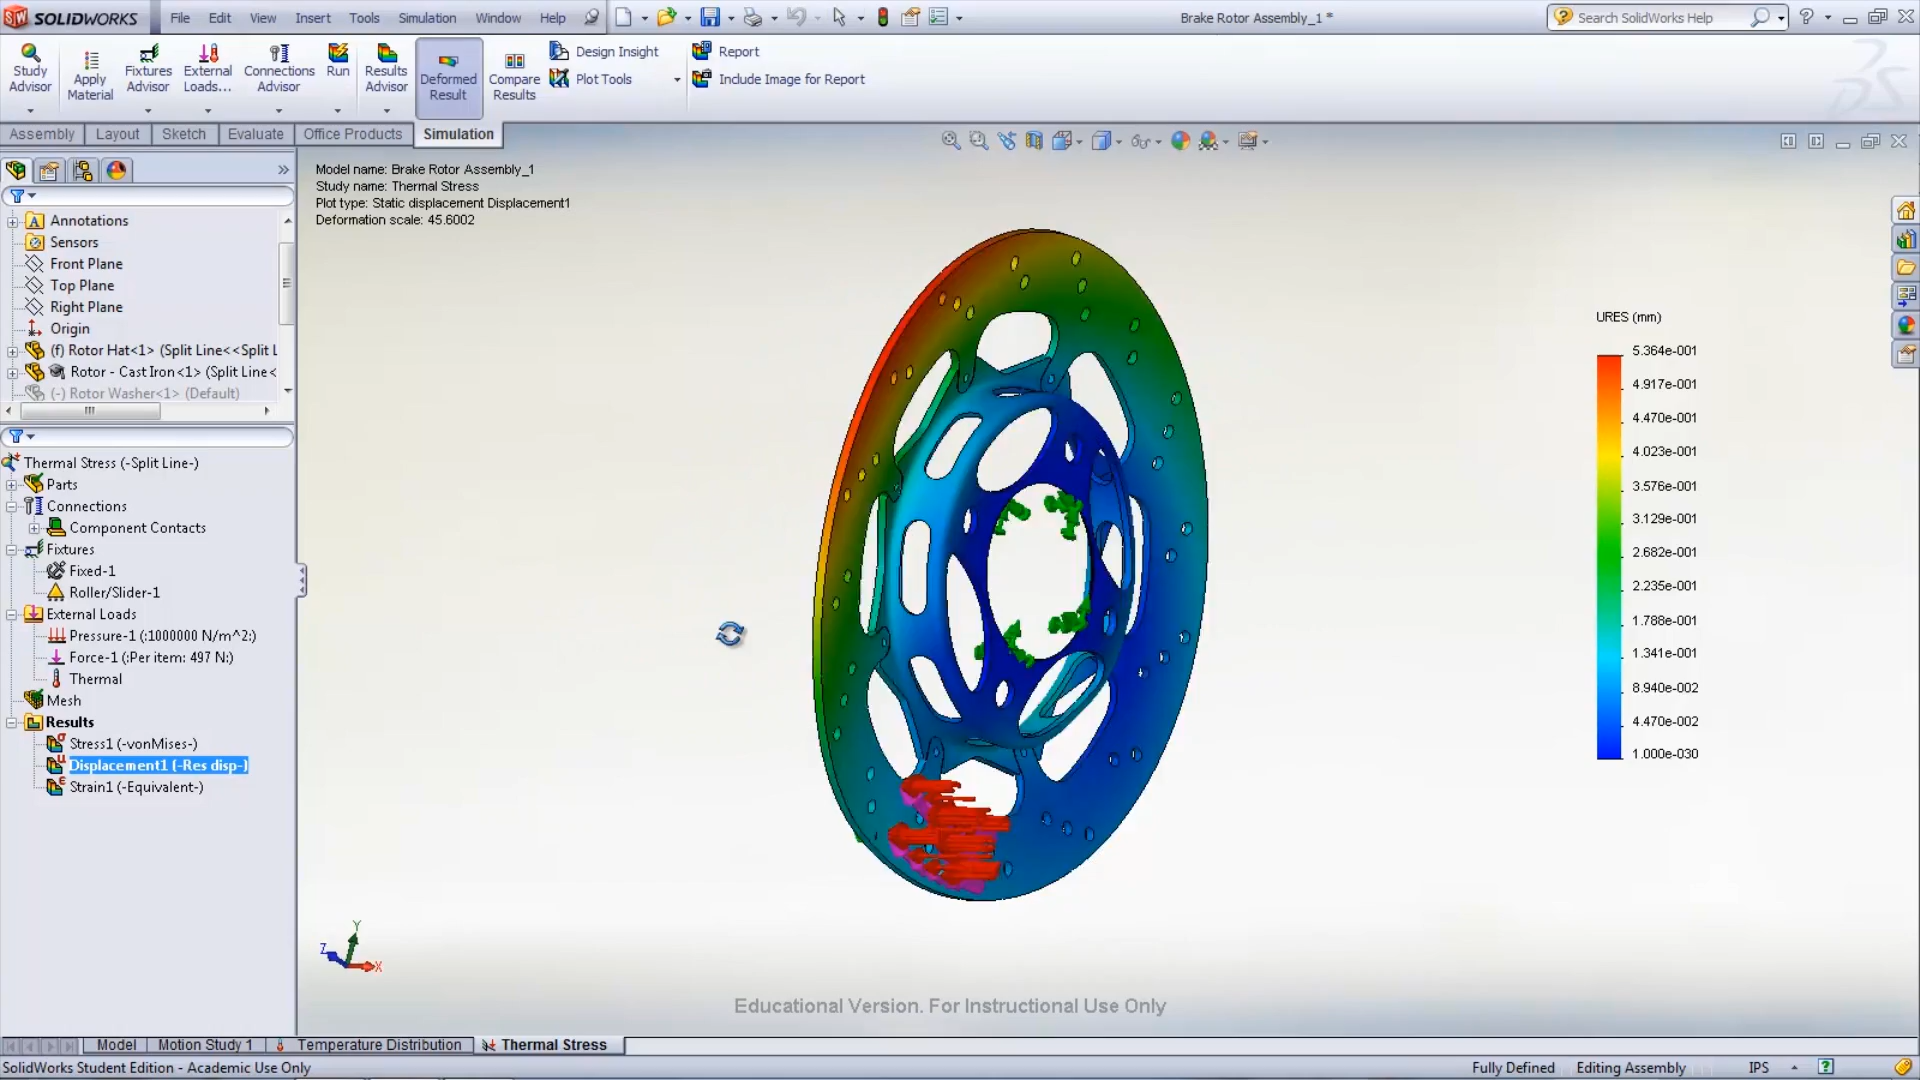 SOLIDWORKS
File Edit View Insert Tools Simulation Window Help
Brake Rotor Assembly_1 *
Search SolidWorks Help
Study Advisor
Apply Material
Fixtures Advisor
External Loads...
Connections Advisor
Run
Results Advisor
Deformed Result
Compare Results
Design Insight
Plot Tools
Report
Include Image for Report
Assembly Layout Sketch Evaluate Office Products Simulation
Model name: Brake Rotor Assembly_1
Study name: Thermal Stress
Plot type: Static displacement Displacement1
Deformation scale: 45.6002
Annotations
Sensors
Front Plane
Top Plane
Right Plane
Origin
(f) Rotor Hat<1> (Split Line<<Split L
Rotor - Cast Iron<1> (Split Line<
(-) Rotor Washer<1> (Default)
Thermal Stress (-Split Line-)
Parts
Connections
Component Contacts
Fixtures
Fixed-1
Roller/Slider-1
External Loads
Pressure-1 (:1000000 N/m^2:)
Force-1 (:Per item: 497 N:)
Thermal
Mesh
Results
Stress1 (-vonMises-)
Displacement1 (-Res disp-)
Strain1 (-Equivalent-)
URES (mm)
5.364e-001
4.917e-001
4.470e-001
4.023e-001
3.576e-001
3.129e-001
2.682e-001
2.235e-001
1.788e-001
1.341e-001
8.940e-002
4.470e-002
1.000e-030
Y
Z
X
Educational Version. For Instructional Use Only
Model Motion Study 1 Temperature Distribution Thermal Stress
SolidWorks Student Edition - Academic Use Only
Fully Defined Editing Assembly IPS